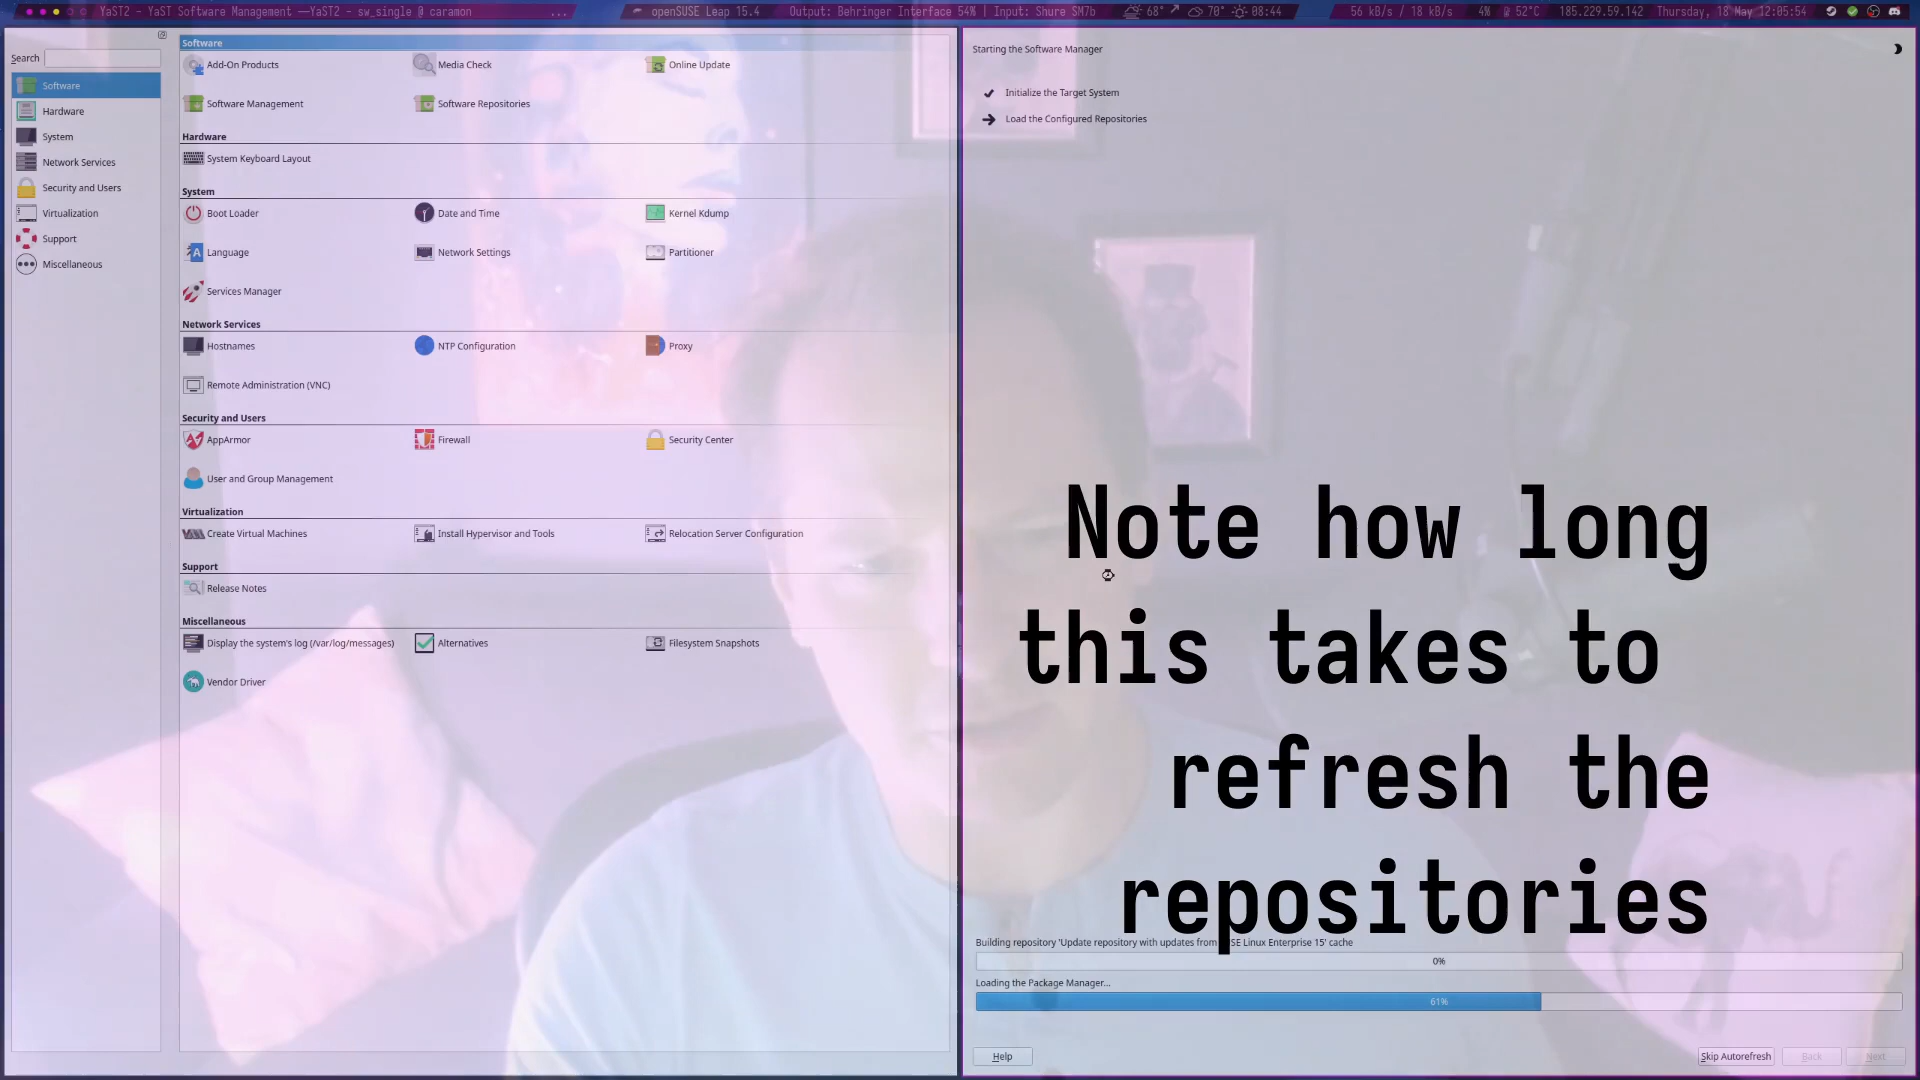 YaST2 - YaST Software Management —YaST2 - sw_single @ caramon ...
openSUSE Leap 15.4
Output: Behringer Interface 54% | Input: Shure SM7b
68° 70° 08:44
56 kB/s / 18 kB/s 4% @ 52°C 185.229.59.142 Thursday, 18 May 12:05:54
Search
Software
Hardware
System
Network Services
Security and Users
Virtualization
Support
Miscellaneous
Software
Add-On Products Media Check Online Update
Software Management Software Repositories
Hardware
System Keyboard Layout
System
Boot Loader Date and Time Kernel Kdump
Language Network Settings Partitioner
Services Manager
Network Services
Hostnames NTP Configuration Proxy
Remote Administration (VNC)
Security and Users
AppArmor Firewall Security Center
User and Group Management
Virtualization
Create Virtual Machines Install Hypervisor and Tools Relocation Server Configuration
Support
Release Notes
Miscellaneous
Display the system's log (/var/log/messages) Alternatives Filesystem Snapshots
Vendor Driver
Starting the Software Manager
Initialize the Target System
Load the Configured Repositories
Note how long
this takes to
refresh the
repositories
Building repository 'Update repository with updates from SE Linux Enterprise 15' cache
0%
Loading the Package Manager...
61%
Help Skip Autorefresh Back Next